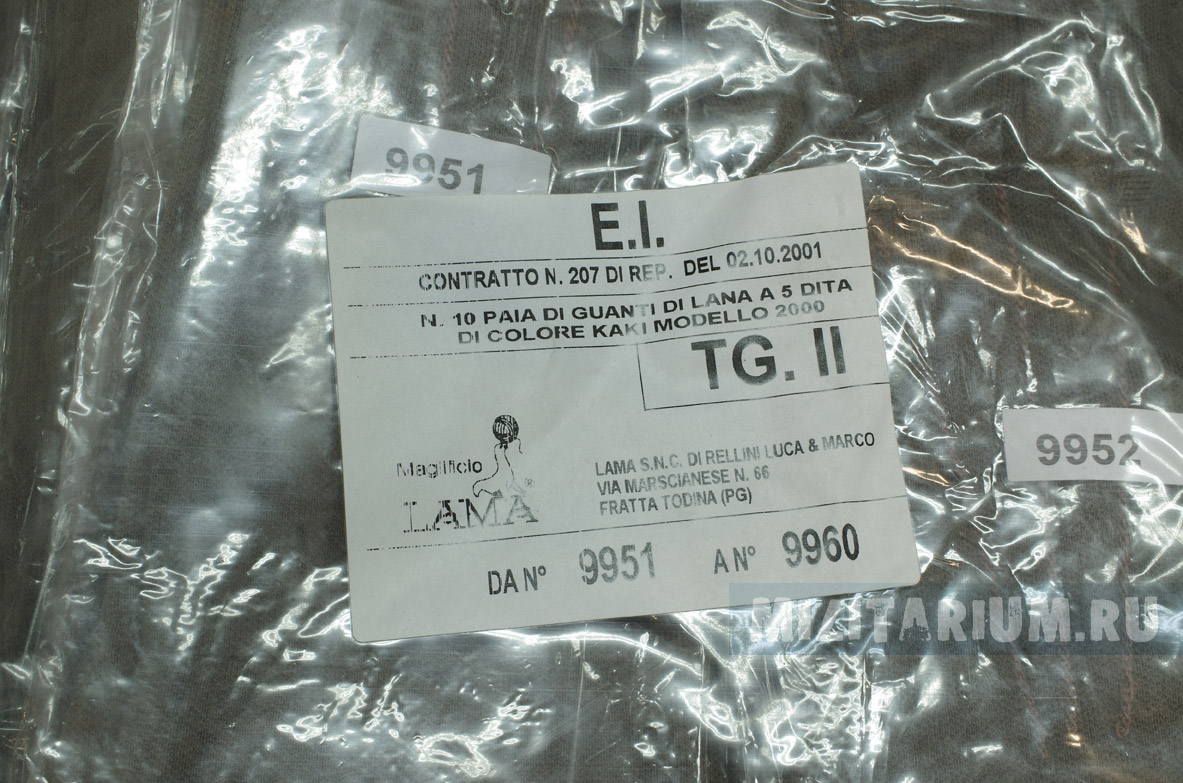 9951
E.I.
CONTRATTO N. 207 DI REP. DEL 02.10.2001
N. 10 PAIA DI GUANTI DI LANA A 5 DITA
DI COLORE KAKI MODELLO 2000
TG. II
9952
Maglificio
LAMA
LAMA S.N.C. DI RELLINI LUCA & MARCO
VIA MARSCIANESE N. 66
FRATTA TODINA (PG)
DA N° 9951 A N° 9960
MILITARIUM.RU